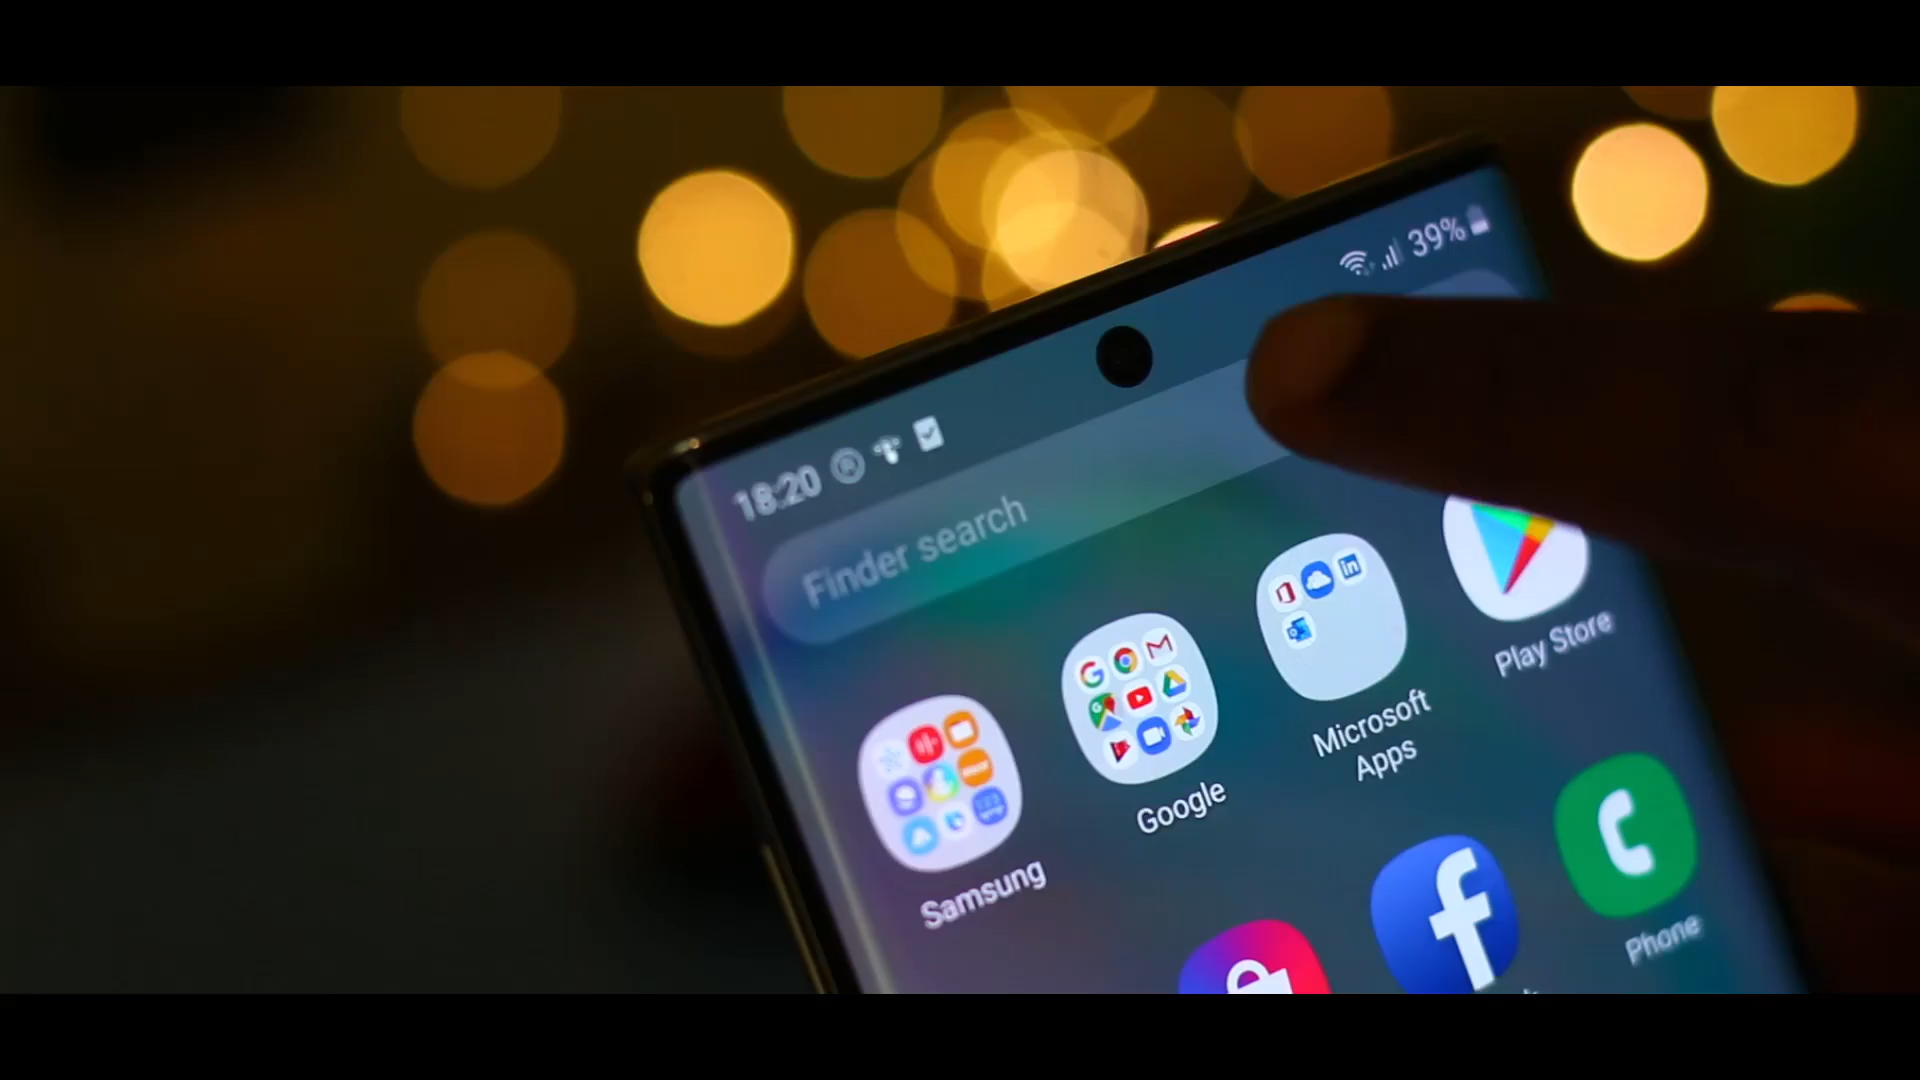 18:20
39%
Finder search
Samsung
Google
Microsoft
Apps
Play Store
Phone